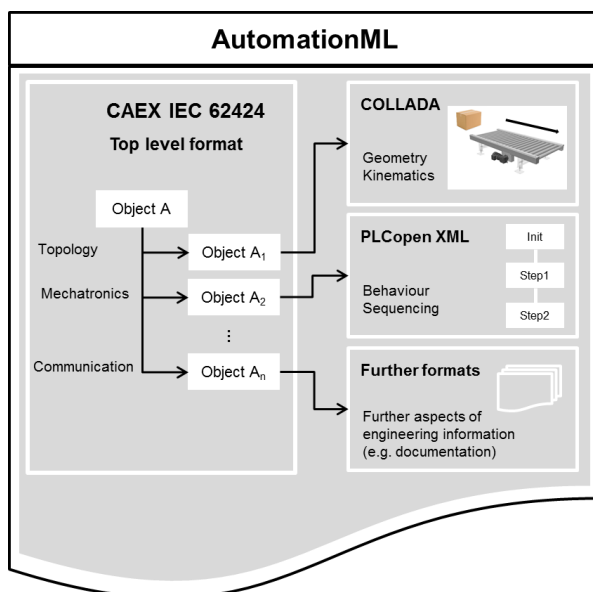 AutomationML
CAEX IEC 62424
Top level format
Object A
Topology
Object A₁
Mechatronics
Object A₂
⋮
Communication
Object Aₙ
COLLADA
Geometry
Kinematics
PLCopen XML
Init
Step1
Step2
Behaviour
Sequencing
Further formats
Further aspects of
engineering information
(e.g. documentation)